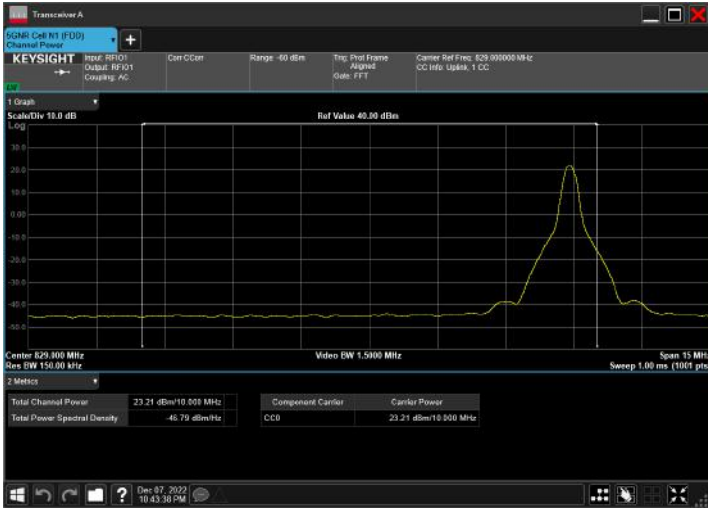 Transceiver A
5GNR Cell N1 (FDD)
Channel Power
KEYSIGHT
Input: RFIO1
Output: RFIO1
Coupling: AC
Corr CCorr
Range -60 dBm
Trig: Prot Frame
Aligned
Gate: FFT
Carrier Ref Freq: 829.000000 MHz
CC Info: Uplink, 1 CC
1 Graph
Scale/Div 10.0 dB
Ref Value 40.00 dBm
Log
30.0
20.0
10.0
0.00
-10.0
-20.0
-30.0
-40.0
-50.0
Center 829.000 MHz
Video BW 1.5000 MHz
Span 15 MHz
Res BW 150.00 kHz
Sweep 1.00 ms (1001 pts
2 Metrics
Total Channel Power 23.21 dBm/10.000 MHz
Total Power Spectral Density -46.79 dBm/Hz
Component Carrier Carrier Power
CC0 23.21 dBm/10.000 MHz
Dec 07, 2022
10:43:38 PM